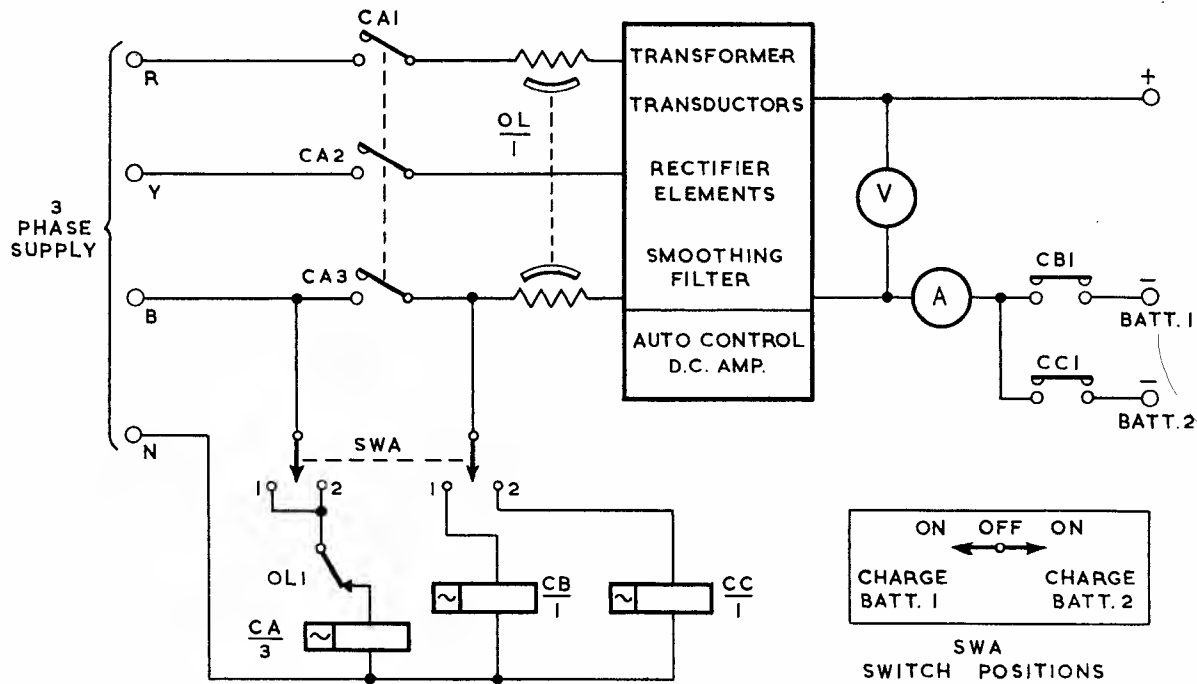 CA1
R
TRANSFORMER
+
TRANSDUCTORS
OL
1
CA2
Y
RECTIFIER
ELEMENTS
V
3
PHASE
SUPPLY
CA3
SMOOTHING
FILTER
CB1
B
A
−
BATT. 1
AUTO CONTROL
D.C. AMP.
CC1
−
BATT. 2
N
SWA
1 2
1 2
OL1
CA
3
~
CB
1
~
CC
1
~
ON OFF ON
CHARGE
BATT. 1
CHARGE
BATT. 2
SWA
SWITCH POSITIONS